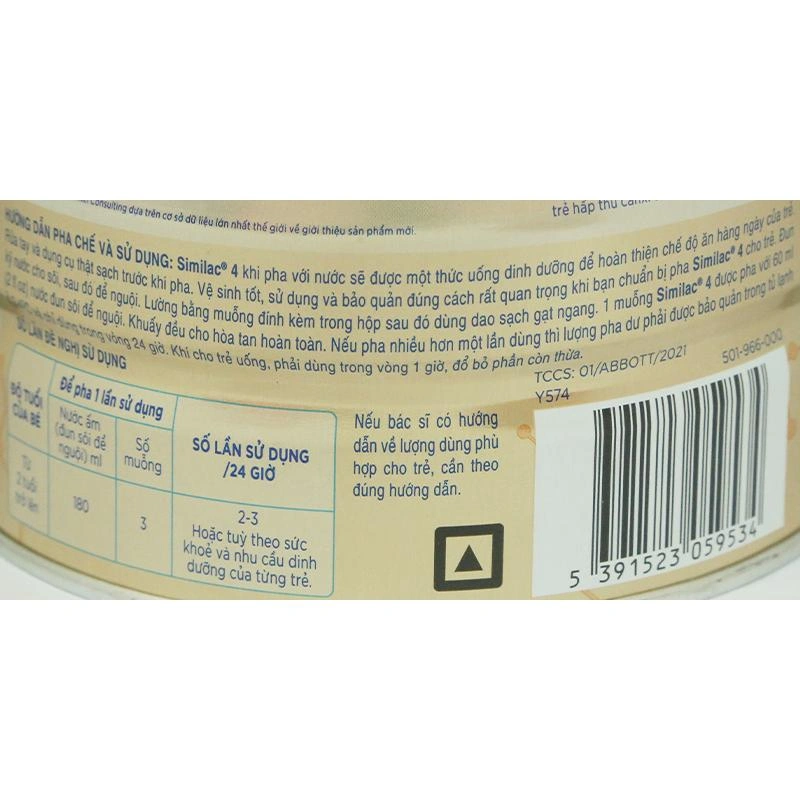 Consulting dựa trên cơ sở dữ liệu lớn nhất thế giới về giới thiệu sản phẩm mới.
trẻ hấp thu canxi
HƯỚNG DẪN PHA CHẾ VÀ SỬ DỤNG: Similac® 4 khi pha với nước sẽ được một thức uống dinh dưỡng để hoàn thiện chế độ ăn hàng ngày của trẻ.
Rửa tay và dụng cụ thật sạch trước khi pha. Vệ sinh tốt, sử dụng và bảo quản đúng cách rất quan trọng khi bạn chuẩn bị pha Similac® 4 cho trẻ. Đun
kỹ nước cho sôi, sau đó để nguội. Lường bằng muỗng đính kèm trong hộp sau đó dùng dao sạch gạt ngang. 1 muỗng Similac® 4 được pha với 60 ml
(2 fl oz) nước đun sôi để nguội. Khuấy đều cho hòa tan hoàn toàn. Nếu pha nhiều hơn một lần dùng thì lượng pha dư phải được bảo quản trong tủ lạnh
và chỉ dùng trong vòng 24 giờ. Khi cho trẻ uống, phải dùng trong vòng 1 giờ, đổ bỏ phần còn thừa.
SỐ LẦN ĐỀ NGHỊ SỬ DỤNG
TCCS: 01/ABBOTT/2021
501-966-000
Y574
ĐỘ TUỔI
CỦA BÉ
Để pha 1 lần sử dụng
Nước ấm
(đun sôi để
nguội) ml
Số
muỗng
SỐ LẦN SỬ DỤNG
/24 GIỜ
Từ
2 tuổi
trở lên
180
3
2-3
Hoặc tuỳ theo sức
khoẻ và nhu cầu dinh
dưỡng của từng trẻ.
Nếu bác sĩ có hướng
dẫn về lượng dùng phù
hợp cho trẻ, cần theo
đúng hướng dẫn.
5 391523 059534